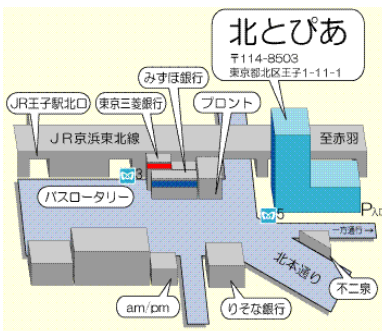 北とぴあ
〒114-8503
東京都北区王子1-11-1
みずほ銀行
JR王子駅北口
東京三菱銀行
プロント
JR京浜東北線
至赤羽
3
バスロータリー
5
P入口
一方通行→
北本通り
不二泉
am/pm
りそな銀行